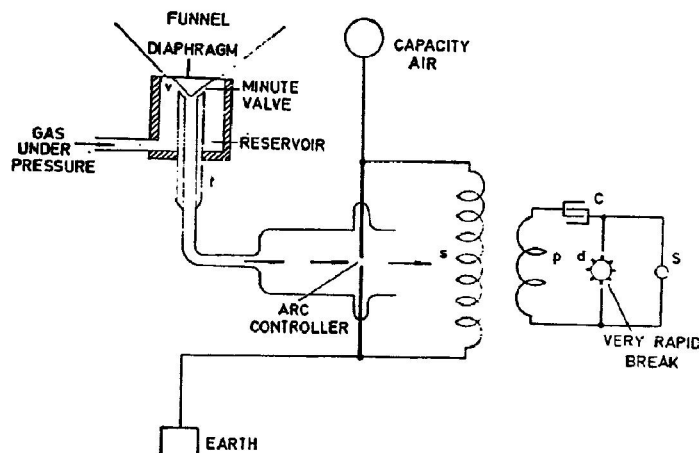 FUNNEL
DIAPHRAGM
v
MINUTE
VALVE
GAS
UNDER
PRESSURE
RESERVOIR
t
CAPACITY
AIR
s
ARC
CONTROLLER
p
C
d
S
VERY RAPID
BREAK
EARTH